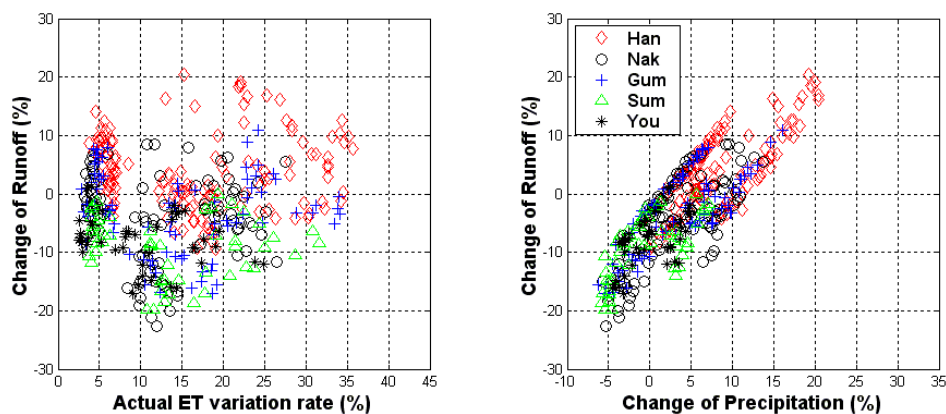 30
20
10
0
-10
-20
-30
0 5 10 15 20 25 30 35 40 45
Change of Runoff (%)
Actual ET variation rate (%)
30
20
10
0
-10
-20
-30
-10 -5 0 5 10 15 20 25 30 35
Change of Runoff (%)
Change of Precipitation (%)
Han
Nak
Gum
Sum
You